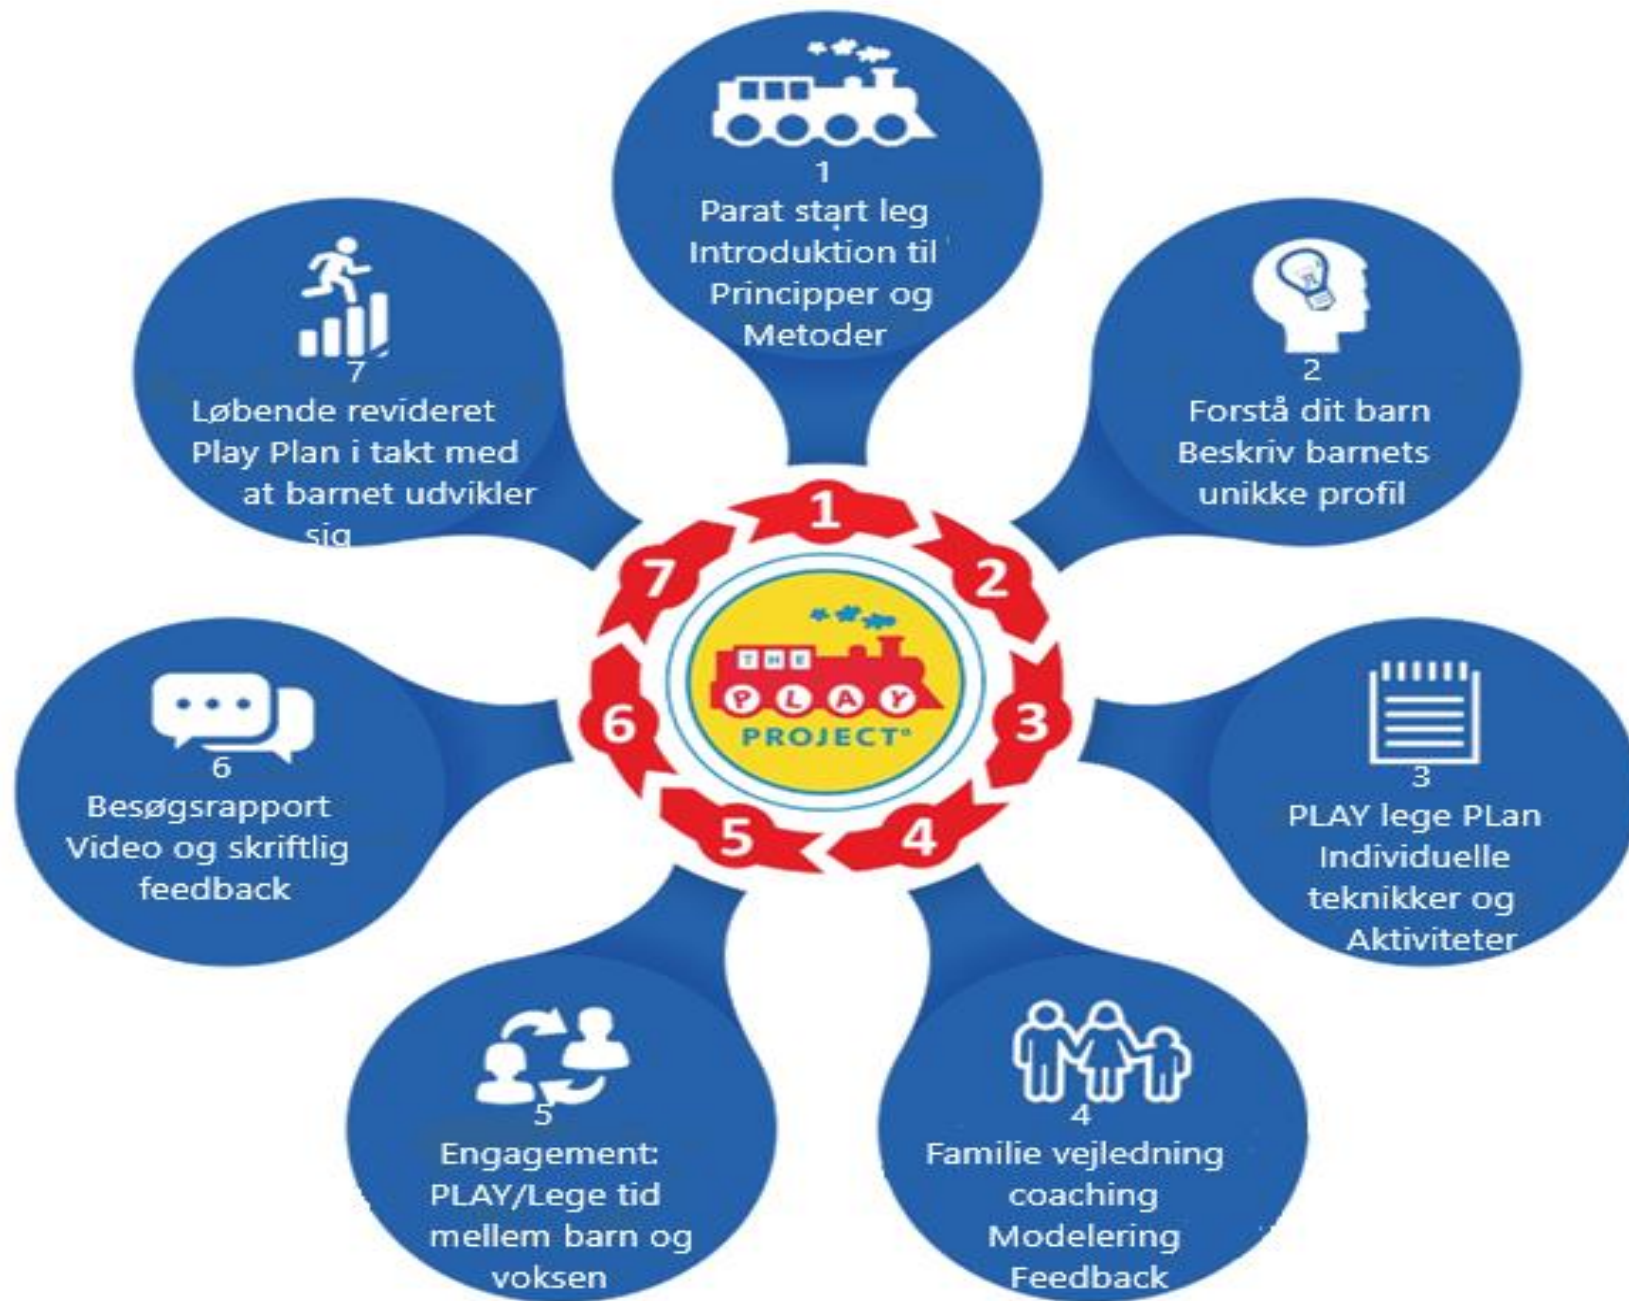 1
Parat start leg
Introduktion til
Principper og
Metoder
2
Forstå dit barn
Beskriv barnets
unikke profil
3
PLAY lege PLan
Individuelle
teknikker og
Aktiviteter
4
Familie vejledning
coaching
Modelering
Feedback
5
Engagement:
PLAY/Lege tid
mellem barn og
voksen
6
Besøgsrapport
Video og skriftlig
feedback
7
Løbende revideret
Play Plan i takt med
at barnet udvikler
sig
1
2
3
4
5
6
7
THE
PLAY
PROJECT®